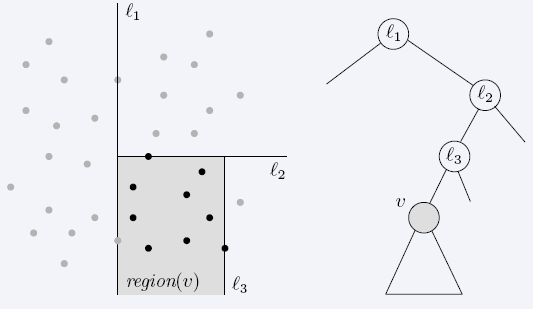 ℓ₁
ℓ₂
region(v)
ℓ₃
ℓ₁
ℓ₂
ℓ₃
v